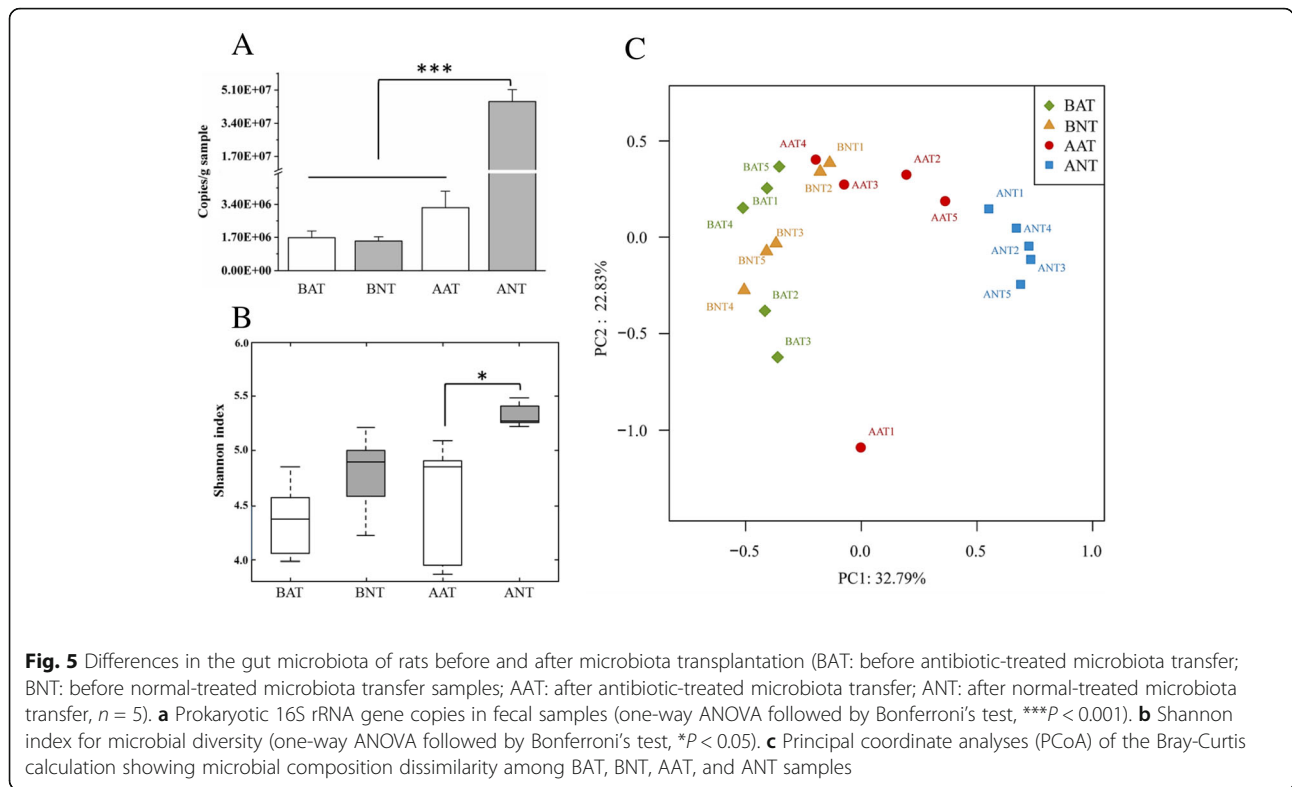 A
***
5.10E+07
3.40E+07
1.70E+07
3.40E+06
1.70E+06
0.00E+00
Copies/g sample
BAT BNT AAT ANT
B
*
6.0
5.5
5.0
4.5
4.0
Shannon index
BAT BNT AAT ANT
C
BAT
BNT
AAT
ANT
AAT4
BNT1
AAT2
BAT5
BNT2
AAT3
BAT1
AAT5
BAT4
ANT1
ANT4
BNT3
ANT2
BNT5
ANT3
BNT4
BAT2
ANT5
BAT3
AAT1
0.5
0.0
−0.5
−1.0
PC2 : 22.83%
−0.5 0.0 0.5 1.0
PC1: 32.79%
Fig. 5 Differences in the gut microbiota of rats before and after microbiota transplantation (BAT: before antibiotic-treated microbiota transfer;
BNT: before normal-treated microbiota transfer samples; AAT: after antibiotic-treated microbiota transfer; ANT: after normal-treated microbiota
transfer, n = 5). a Prokaryotic 16S rRNA gene copies in fecal samples (one-way ANOVA followed by Bonferroni's test, ***P < 0.001). b Shannon
index for microbial diversity (one-way ANOVA followed by Bonferroni's test, *P < 0.05). c Principal coordinate analyses (PCoA) of the Bray-Curtis
calculation showing microbial composition dissimilarity among BAT, BNT, AAT, and ANT samples